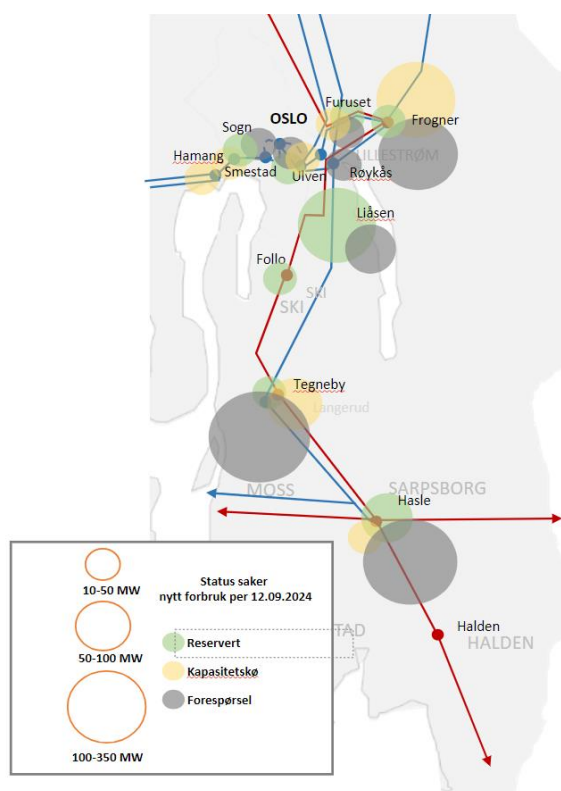 Furuset
OSLO
Sogn
Frogner
LILLESTRØM
Hamang
Smestad
Ulven
Røykås
Liåsen
Follo
SKI
SKI
Tegneby
Langerud
MOSS
SARPSBORG
Hasle
Halden
TAD
HALDEN
Status saker
nytt forbruk per 12.09.2024
10-50 MW
50-100 MW
100-350 MW
Reservert
Kapasitetskø
Forespørsel